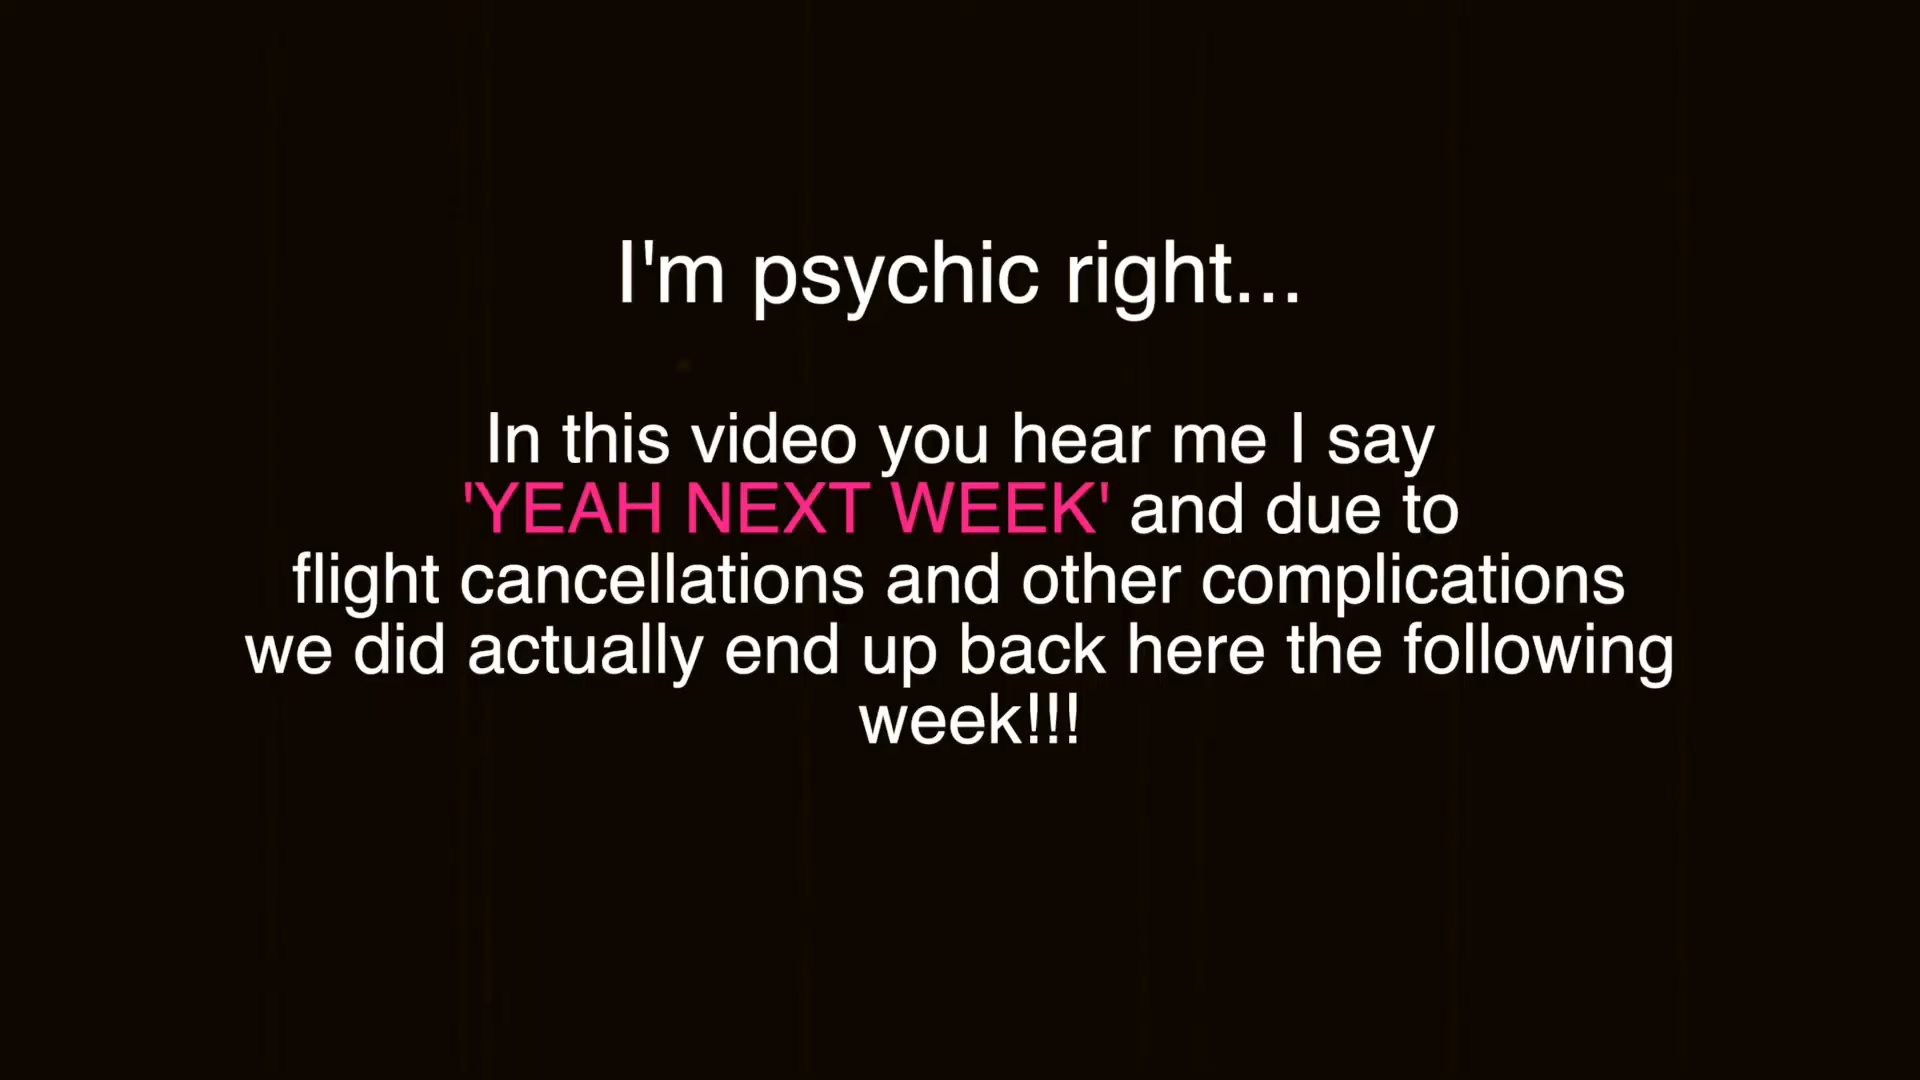 I'm psychic right...
In this video you hear me I say
'YEAH NEXT WEEK' and due to
flight cancellations and other complications
we did actually end up back here the following
week!!!